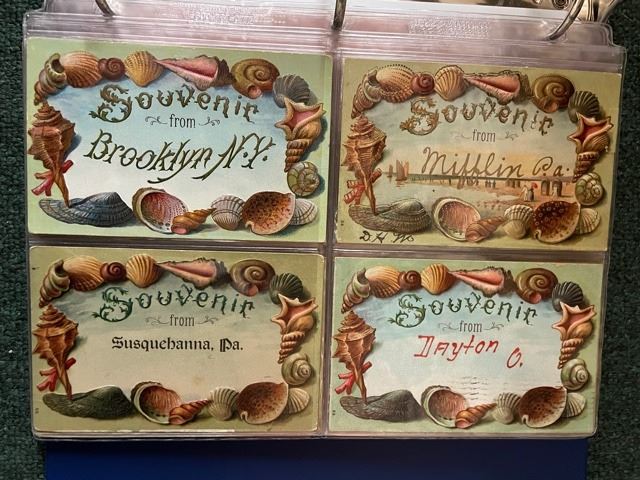 Souvenir
from
Brooklyn N.Y.
Souvenir
from
Mifflin Pa.
Souvenir
from
Susquehanna, Pa.
Souvenir
from
Dayton O.